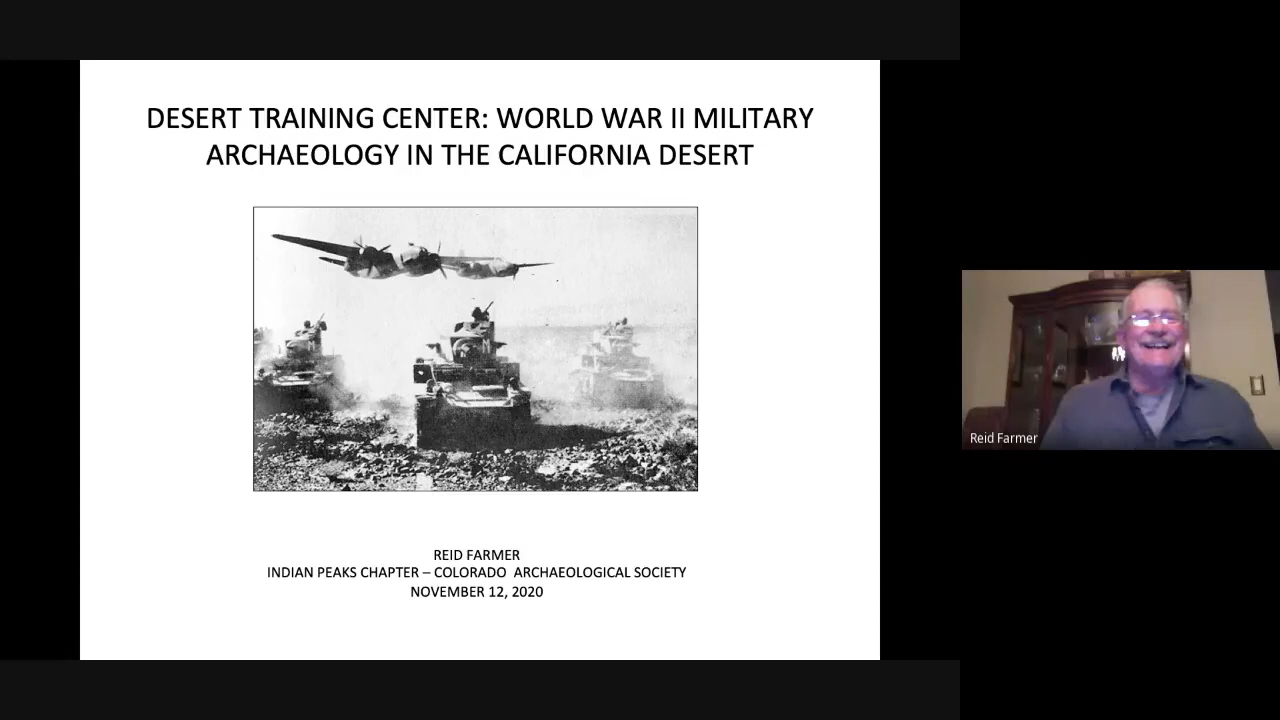 DESERT TRAINING CENTER: WORLD WAR II MILITARY
ARCHAEOLOGY IN THE CALIFORNIA DESERT
REID FARMER
INDIAN PEAKS CHAPTER – COLORADO  ARCHAEOLOGICAL SOCIETY
NOVEMBER 12, 2020
Reid Farmer